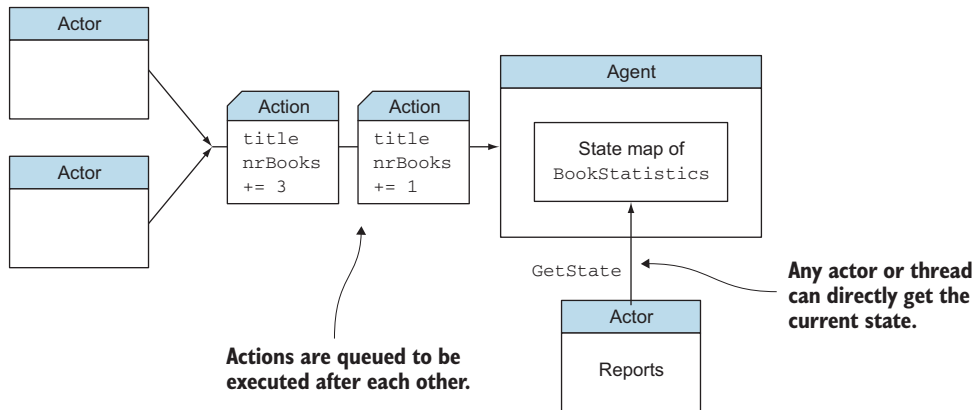 Actor
Actor
Action
title
nrBooks
+= 3
Action
title
nrBooks
+= 1
Agent
State map of
BookStatistics
GetState
Any actor or thread
can directly get the
current state.
Actor
Reports
Actions are queued to be
executed after each other.